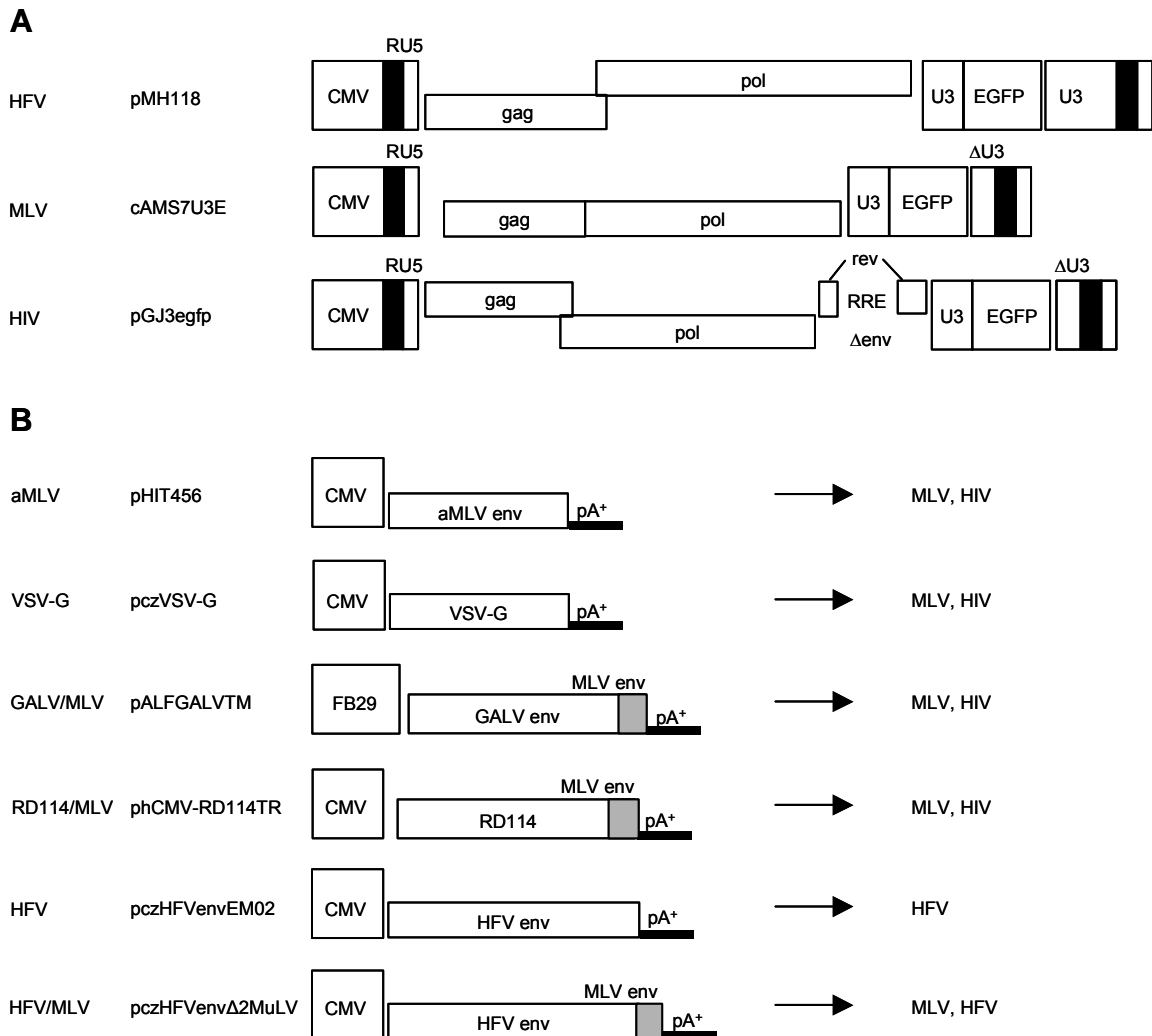 A
RU5
HFV pMH118 CMV gag pol U3 EGFP U3
RU5 ΔU3
MLV cAMS7U3E CMV gag pol U3 EGFP
RU5 rev ΔU3
HIV pGJ3egfp CMV gag pol RRE Δenv U3 EGFP
B
aMLV pHIT456 CMV aMLV env pA+ MLV, HIV
VSV-G pczVSV-G CMV VSV-G pA+ MLV, HIV
MLV env
GALV/MLV pALFGALVTM FB29 GALV env pA+ MLV, HIV
MLV env
RD114/MLV phCMV-RD114TR CMV RD114 pA+ MLV, HIV
HFV pczHFVenvEM02 CMV HFV env pA+ HFV
MLV env
HFV/MLV pczHFVenvΔ2MuLV CMV HFV env pA+ MLV, HFV